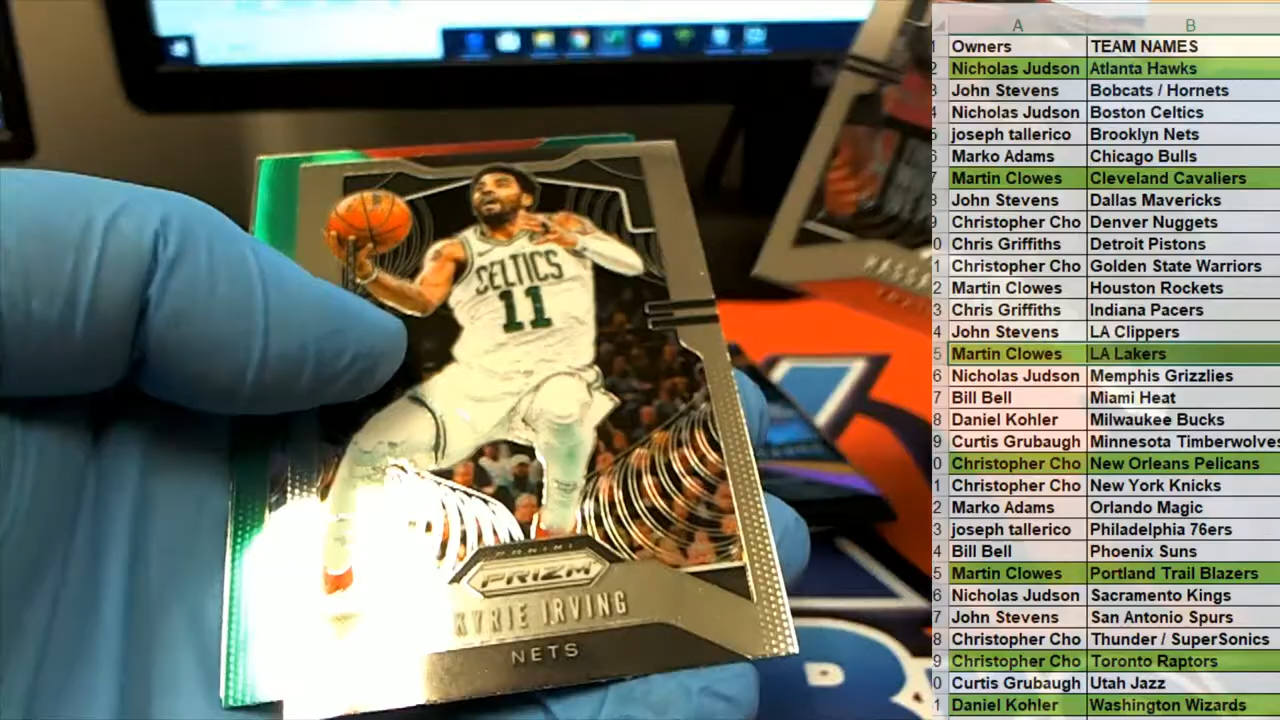 CELTICS
11
PANINI
PRIZM
KYRIE IRVING
NETS
A B
Owners TEAM NAMES
Nicholas Judson Atlanta Hawks
John Stevens Bobcats / Hornets
Nicholas Judson Boston Celtics
joseph tallerico Brooklyn Nets
Marko Adams Chicago Bulls
Martin Clowes Cleveland Cavaliers
John Stevens Dallas Mavericks
Christopher Cho Denver Nuggets
Chris Griffiths Detroit Pistons
Christopher Cho Golden State Warriors
Martin Clowes Houston Rockets
Chris Griffiths Indiana Pacers
John Stevens LA Clippers
Martin Clowes LA Lakers
Nicholas Judson Memphis Grizzlies
Bill Bell Miami Heat
Daniel Kohler Milwaukee Bucks
Curtis Grubaugh Minnesota Timberwolves
Christopher Cho New Orleans Pelicans
Christopher Cho New York Knicks
Marko Adams Orlando Magic
joseph tallerico Philadelphia 76ers
Bill Bell Phoenix Suns
Martin Clowes Portland Trail Blazers
Nicholas Judson Sacramento Kings
John Stevens San Antonio Spurs
Christopher Cho Thunder / SuperSonics
Christopher Cho Toronto Raptors
Curtis Grubaugh Utah Jazz
Daniel Kohler Washington Wizards